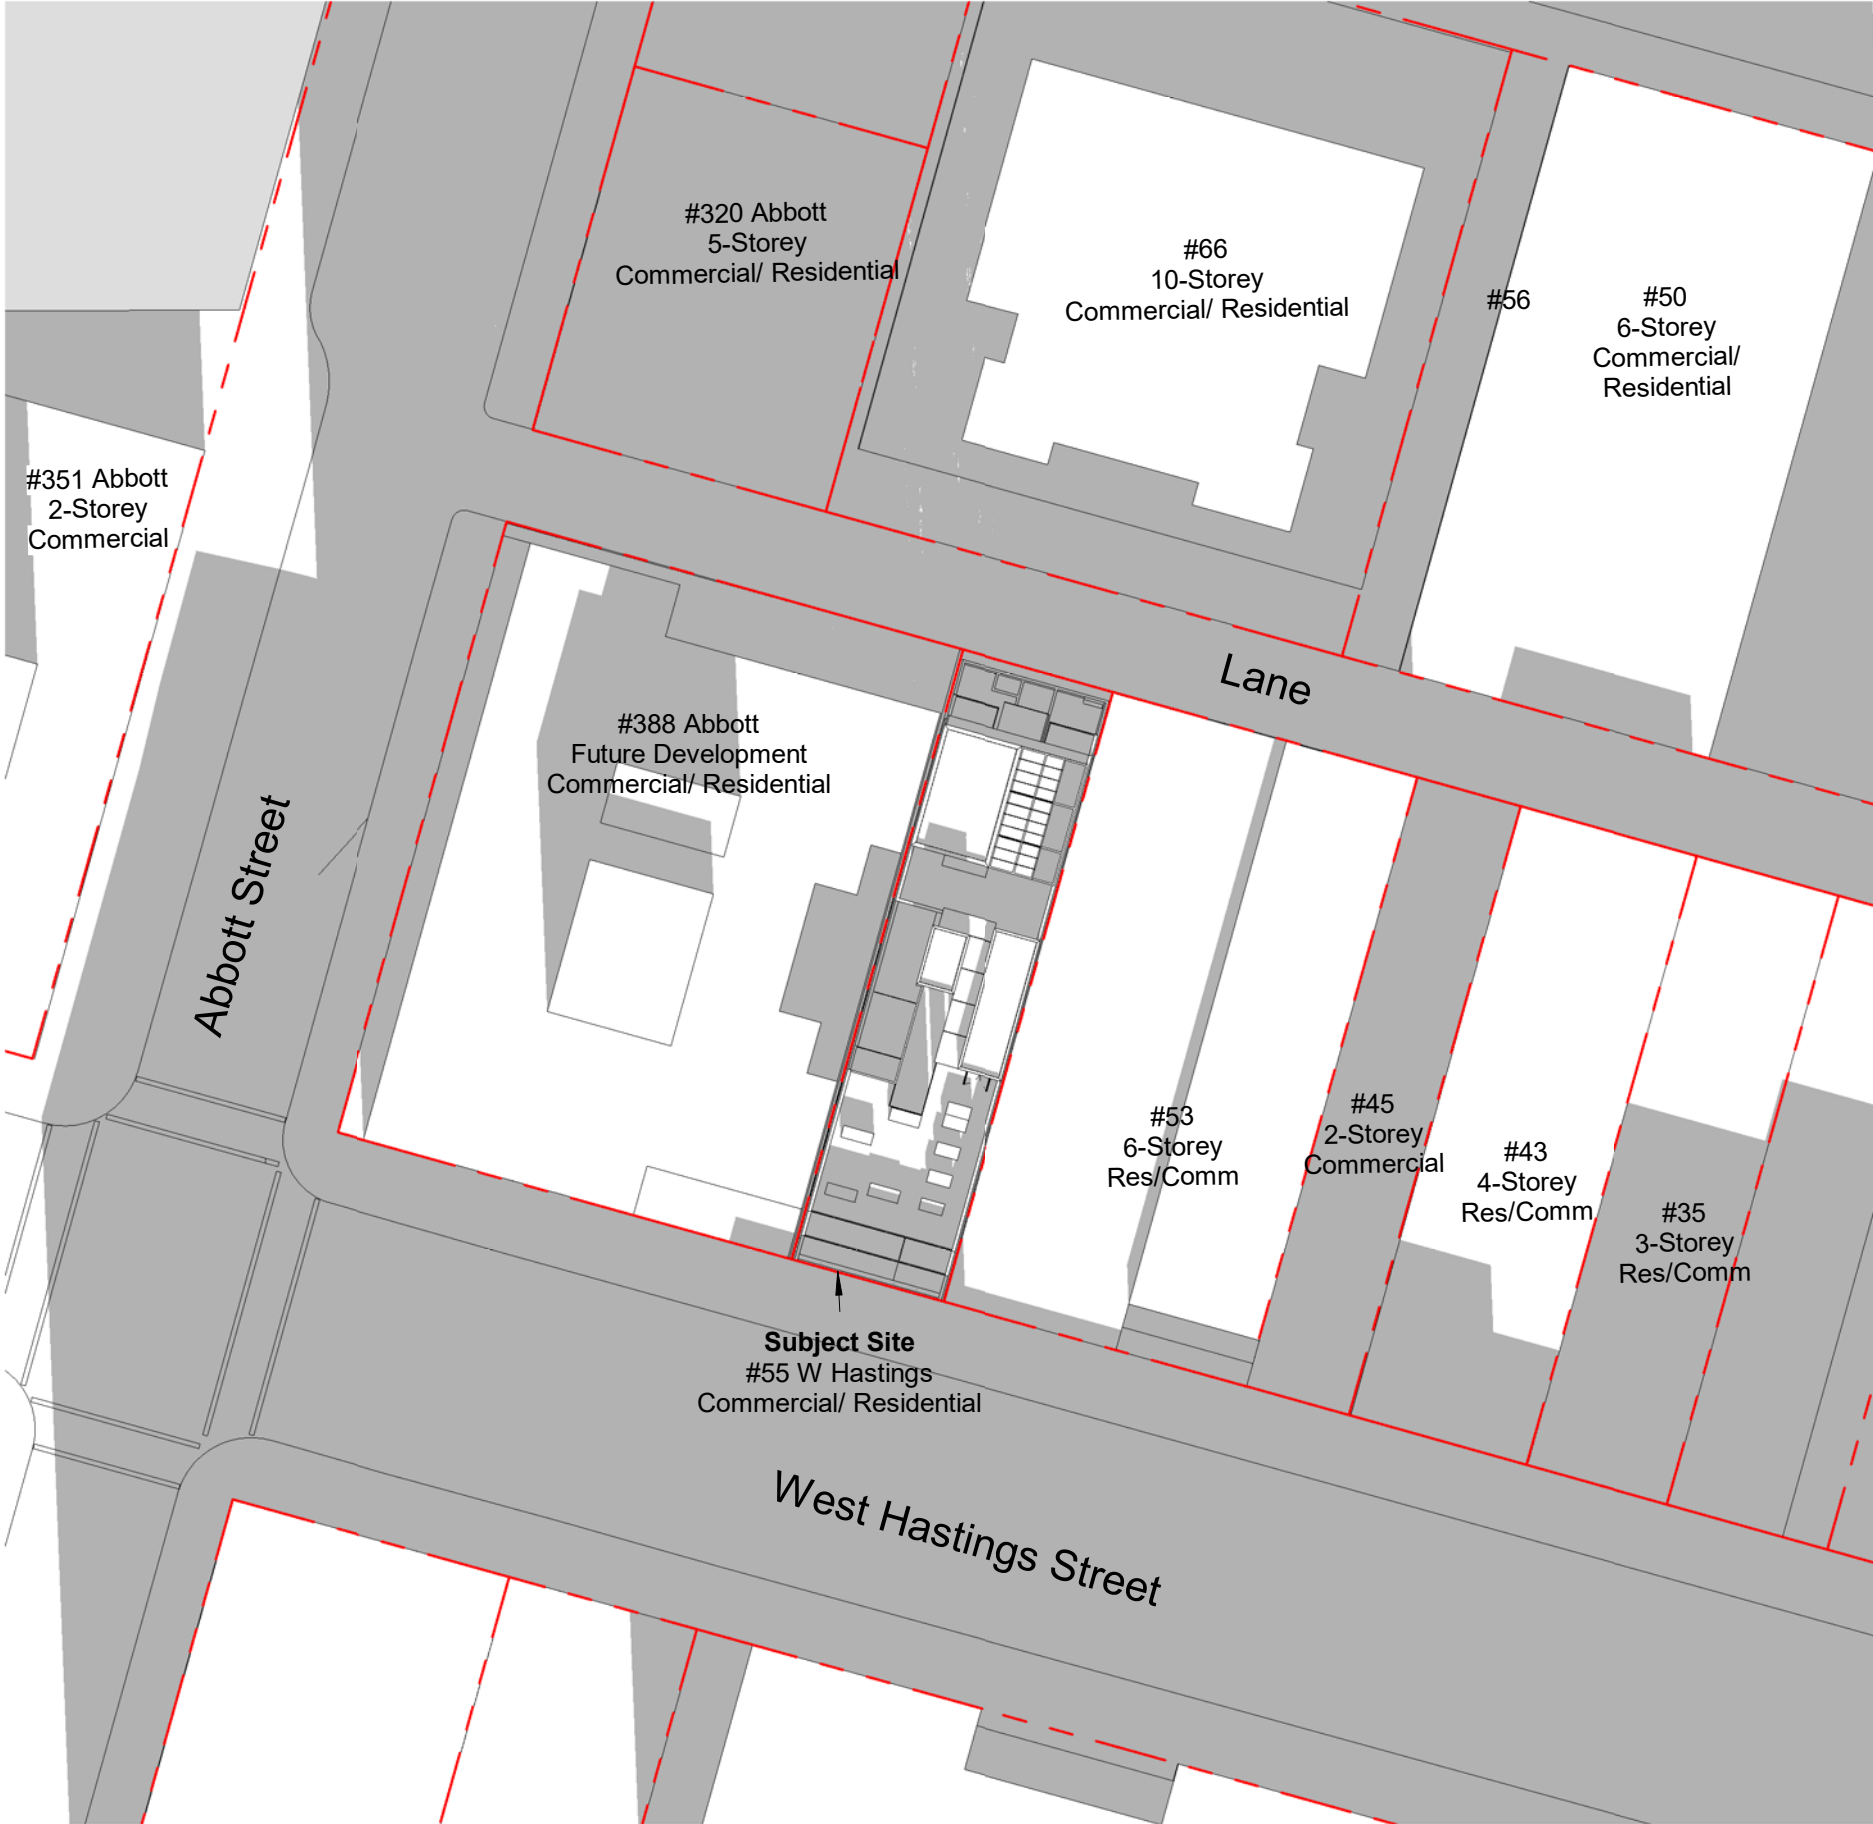 #320 Abbott
5-Storey
Commercial/ Residential
#66
10-Storey
Commercial/ Residential
#56
#50
6-Storey
Commercial/
Residential
#351 Abbott
2-Storey
Commercial
Lane
#388 Abbott
Future Development
Commercial/ Residential
Abbott Street
#53
6-Storey
Res/Comm
#45
2-Storey
Commercial
#43
4-Storey
Res/Comm
#35
3-Storey
Res/Comm
Subject Site
#55 W Hastings
Commercial/ Residential
West Hastings Street